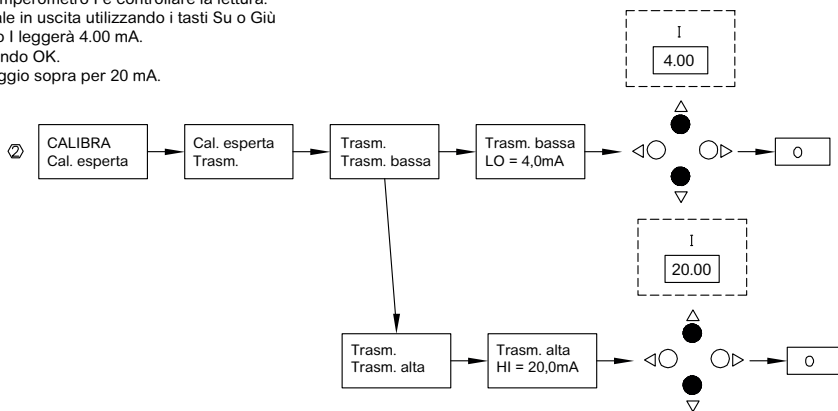 amperometro I e controllare la lettura.
ale in uscita utilizzando i tasti Su o Giù
o I leggerà 4.00 mA.
ndo OK.
ggio sopra per 20 mA.
I
4.00
2
CALIBRA
Cal. esperta
Cal. esperta
Trasm.
Trasm.
Trasm. bassa
Trasm. bassa
LO = 4,0mA
O
I
20.00
Trasm.
Trasm. alta
Trasm. alta
HI = 20,0mA
O